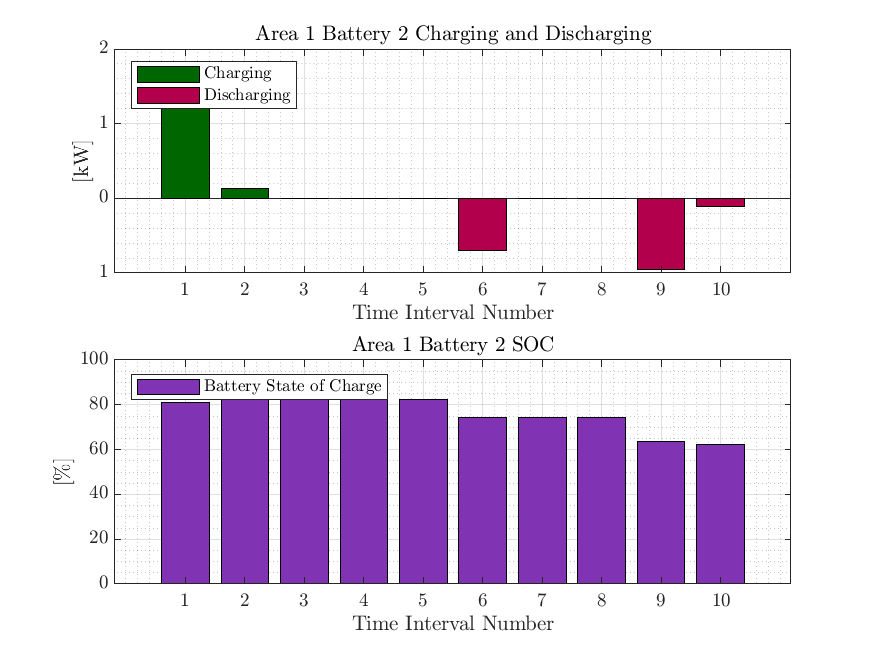 Area 1 Battery 2 Charging and Discharging
2
1
0
1
[kW]
Charging
Discharging
1 2 3 4 5 6 7 8 9 10
Time Interval Number
Area 1 Battery 2 SOC
100
80
60
40
20
0
[%]
Battery State of Charge
1 2 3 4 5 6 7 8 9 10
Time Interval Number